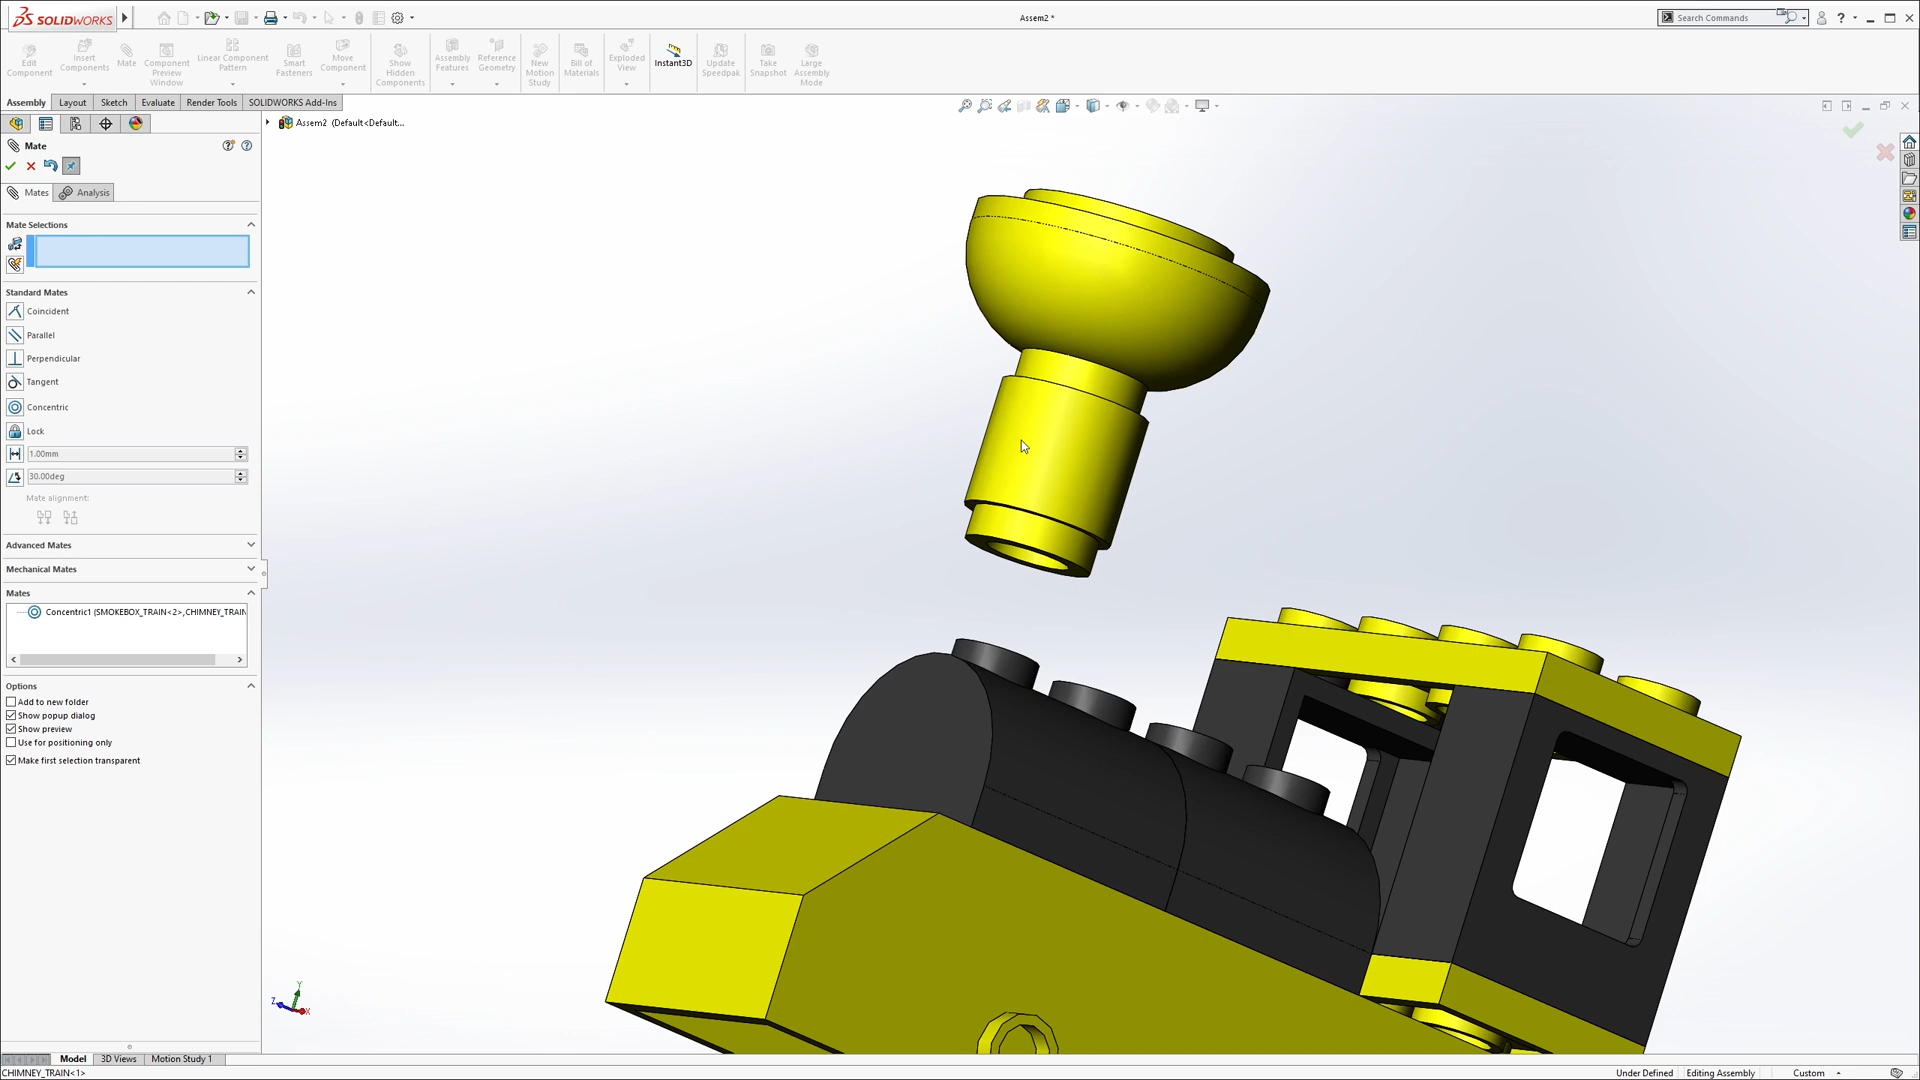 SOLIDWORKS
Assem2 *
Search Commands
Edit Component
Insert Components
Mate
Component Preview Window
Linear Component Pattern
Smart Fasteners
Move Component
Show Hidden Components
Assembly Features
Reference Geometry
New Motion Study
Bill of Materials
Exploded View
Instant3D
Update Speedpak
Take Snapshot
Large Assembly Mode
Assembly Layout Sketch Evaluate Render Tools SOLIDWORKS Add-Ins
Assem2 (Default<Default...
Mate
Mates Analysis
Mate Selections
Standard Mates
Coincident
Parallel
Perpendicular
Tangent
Concentric
Lock
1.00mm
30.00deg
Mate alignment:
Advanced Mates
Mechanical Mates
Mates
Concentric1 (SMOKEBOX_TRAIN<2>,CHIMNEY_TRAIN
Options
Add to new folder
Show popup dialog
Show preview
Use for positioning only
Make first selection transparent
Y
Z
X
Model 3D Views Motion Study 1
CHIMNEY_TRAIN<1>
Under Defined Editing Assembly Custom